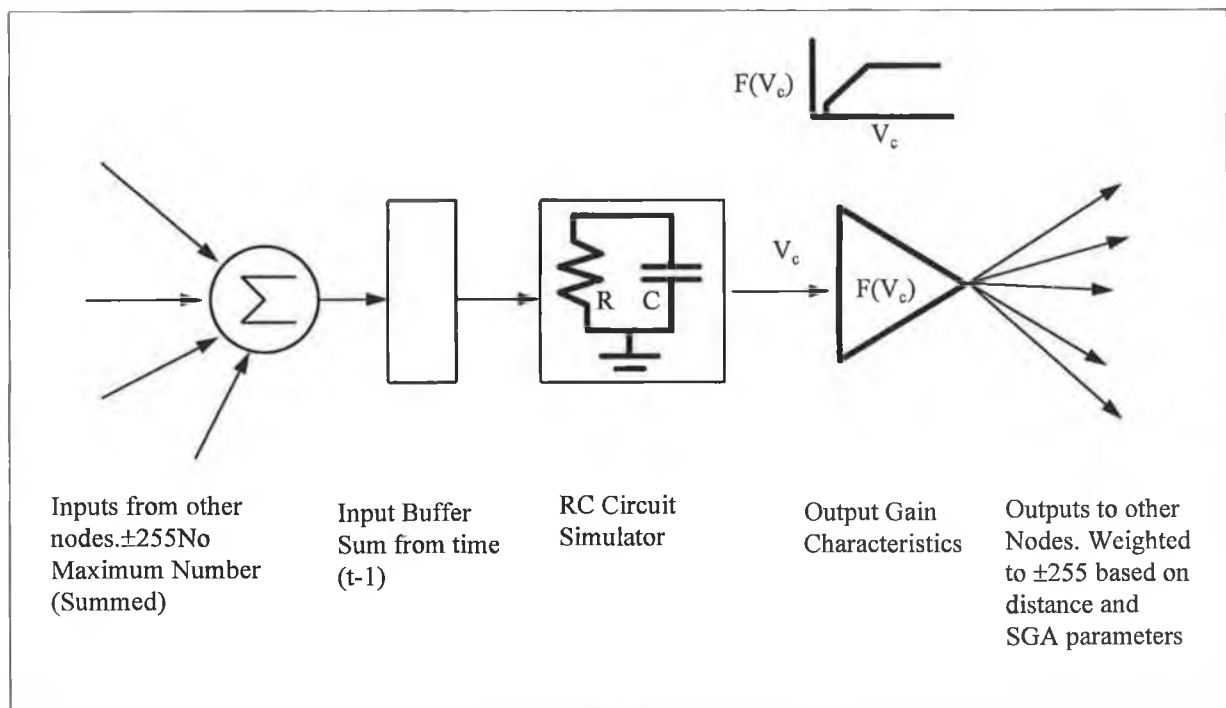 F(Vc)
Vc
Σ
R
C
Vc
F(Vc)
Inputs from other
nodes.±255No
Maximum Number
(Summed)
Input Buffer
Sum from time
(t-1)
RC Circuit
Simulator
Output Gain
Characteristics
Outputs to other
Nodes. Weighted
to ±255 based on
distance and
SGA parameters